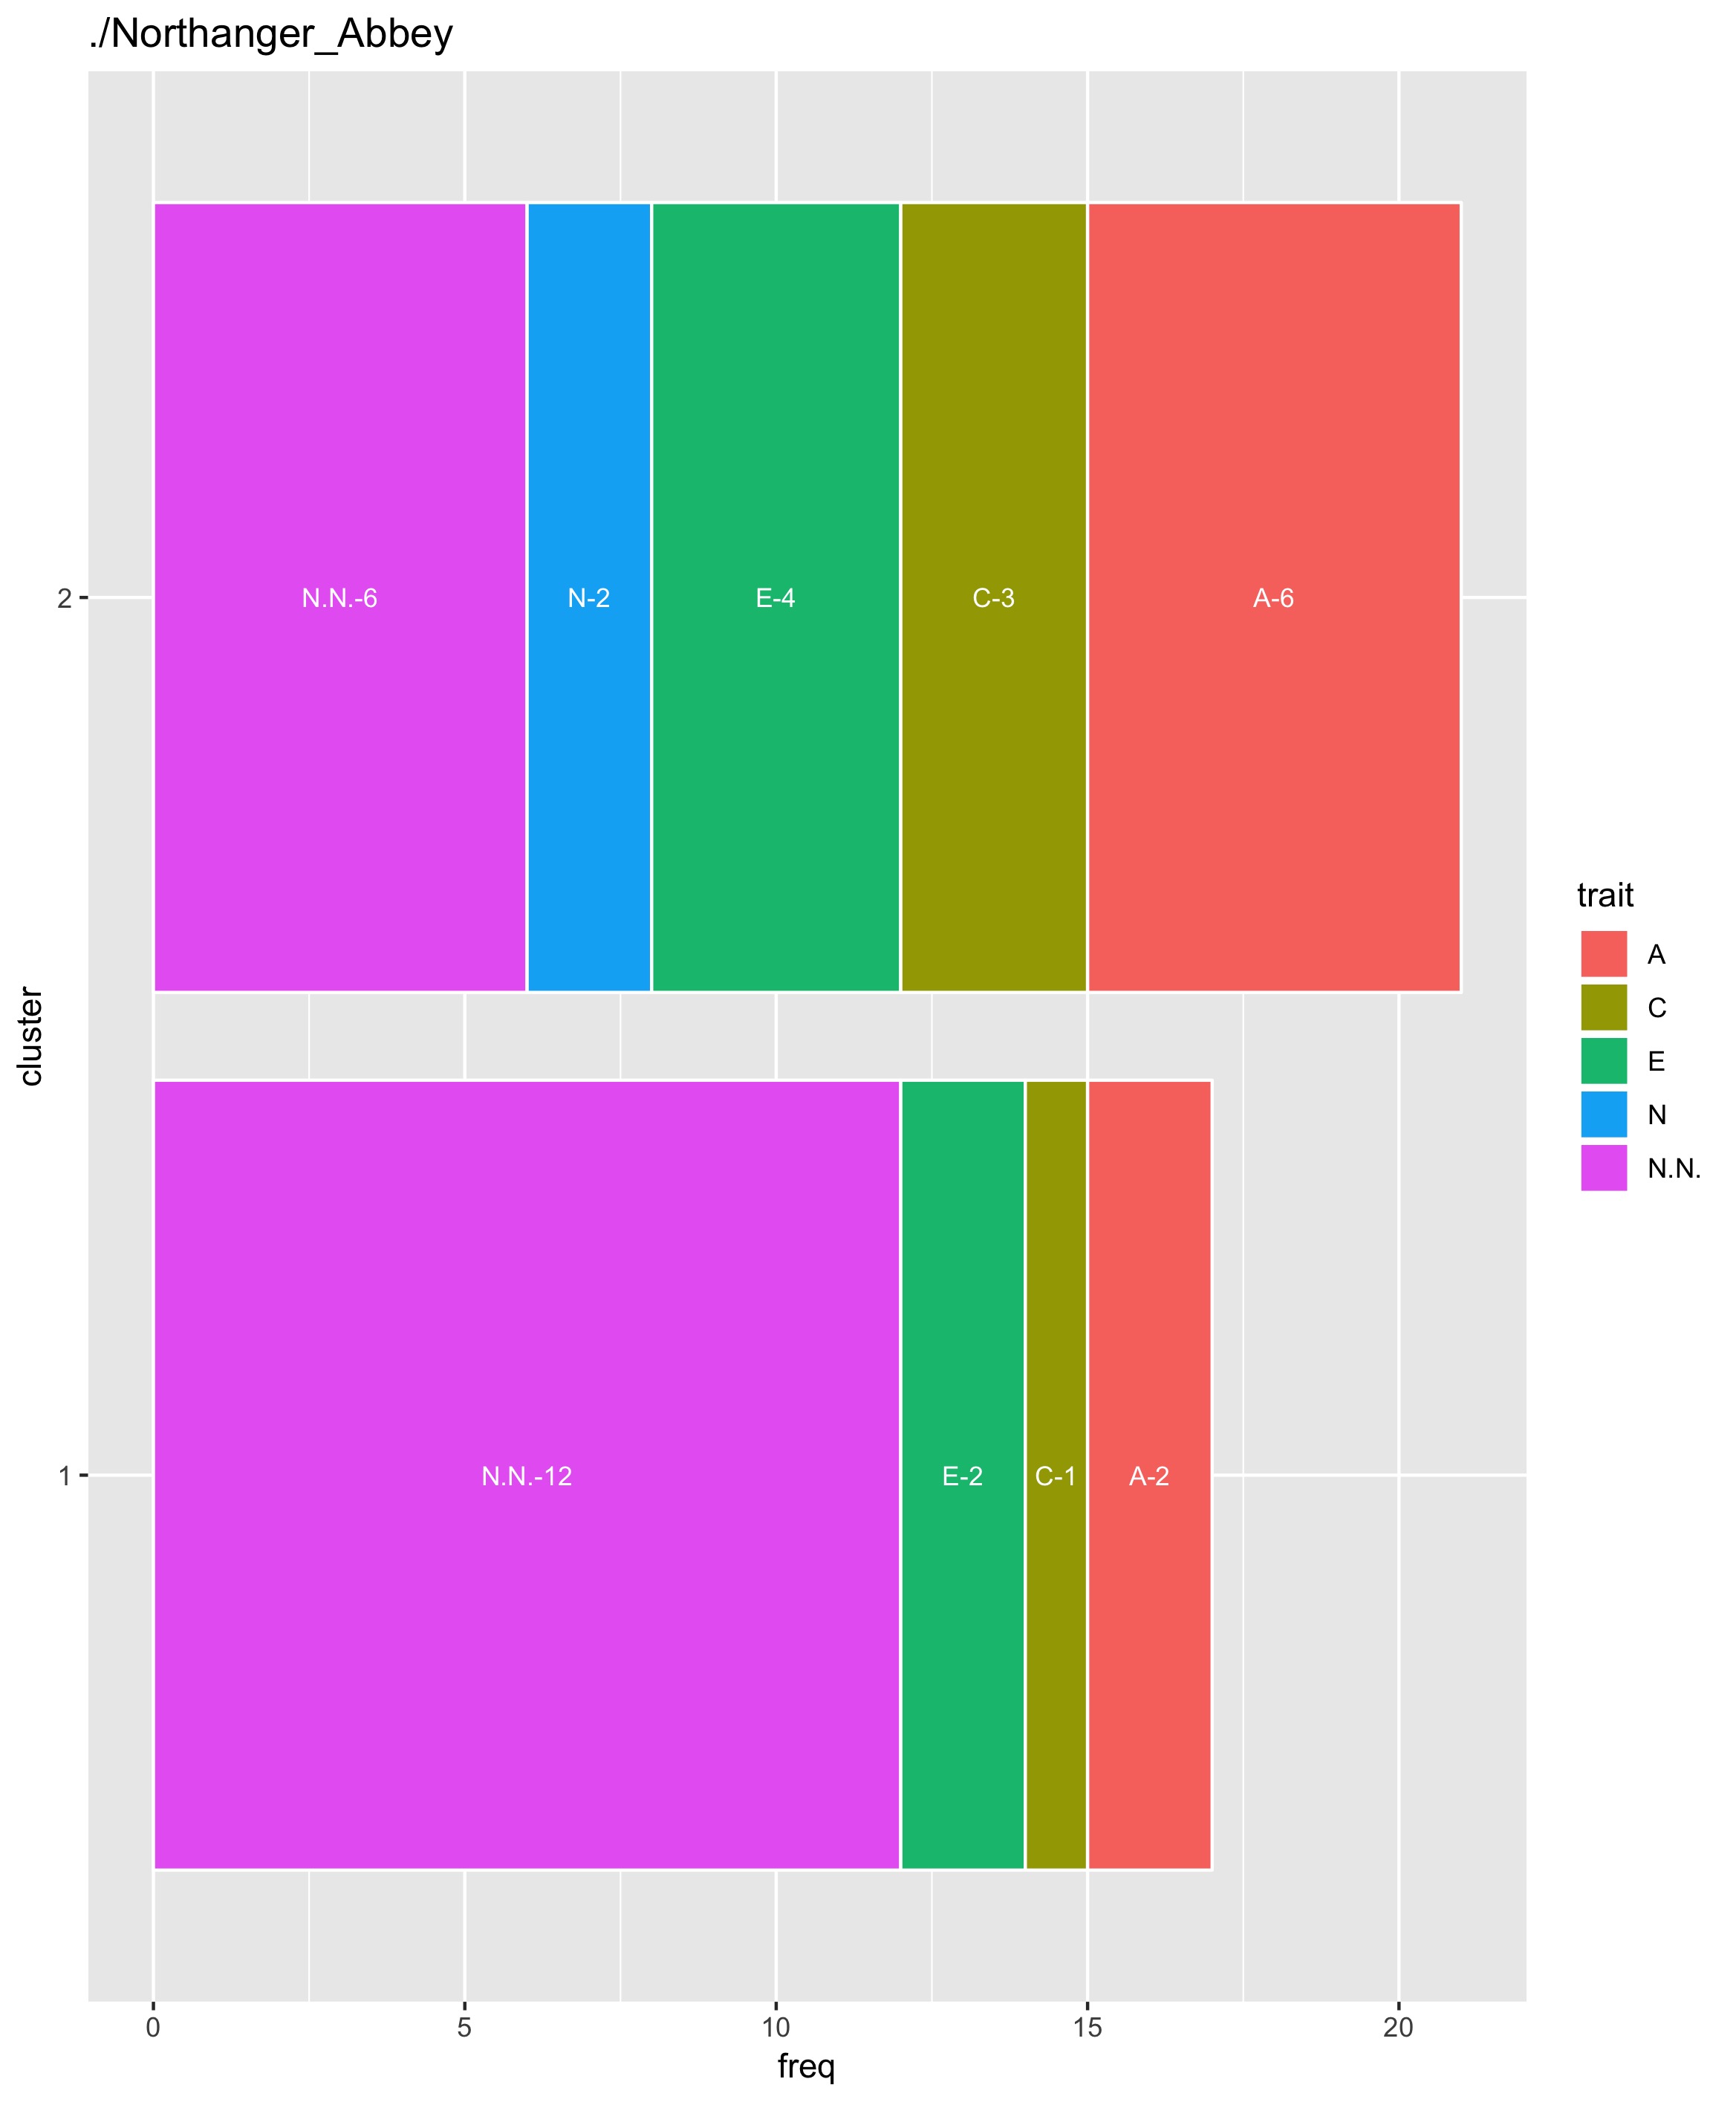 ./Northanger_Abbey
cluster
2
N.N.-6 N-2 E-4 C-3 A-6
1
N.N.-12 E-2 C-1 A-2
0 5 10 15 20
freq
trait
A
C
E
N
N.N.